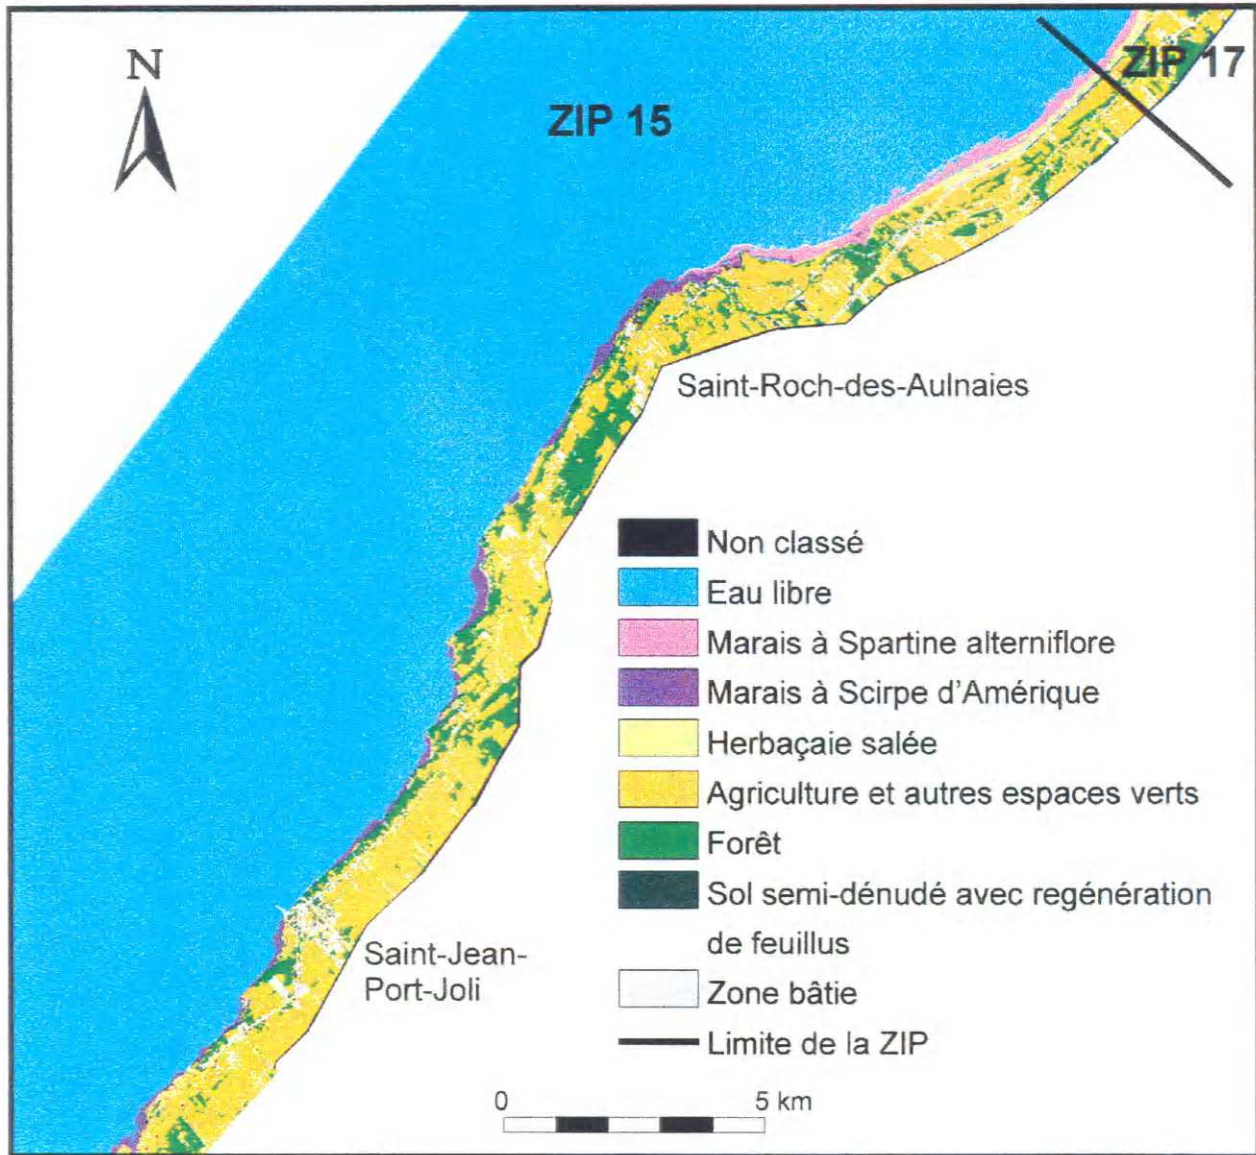 N
ZIP 15
ZIP 17
Saint-Roch-des-Aulnaies
Non classé
Eau libre
Marais à Spartine alterniflore
Marais à Scirpe d'Amérique
Herbaçaie salée
Agriculture et autres espaces verts
Forêt
Sol semi-dénudé avec regénération
de feuillus
Zone bâtie
Limite de la ZIP
Saint-Jean-
Port-Joli
0 5 km